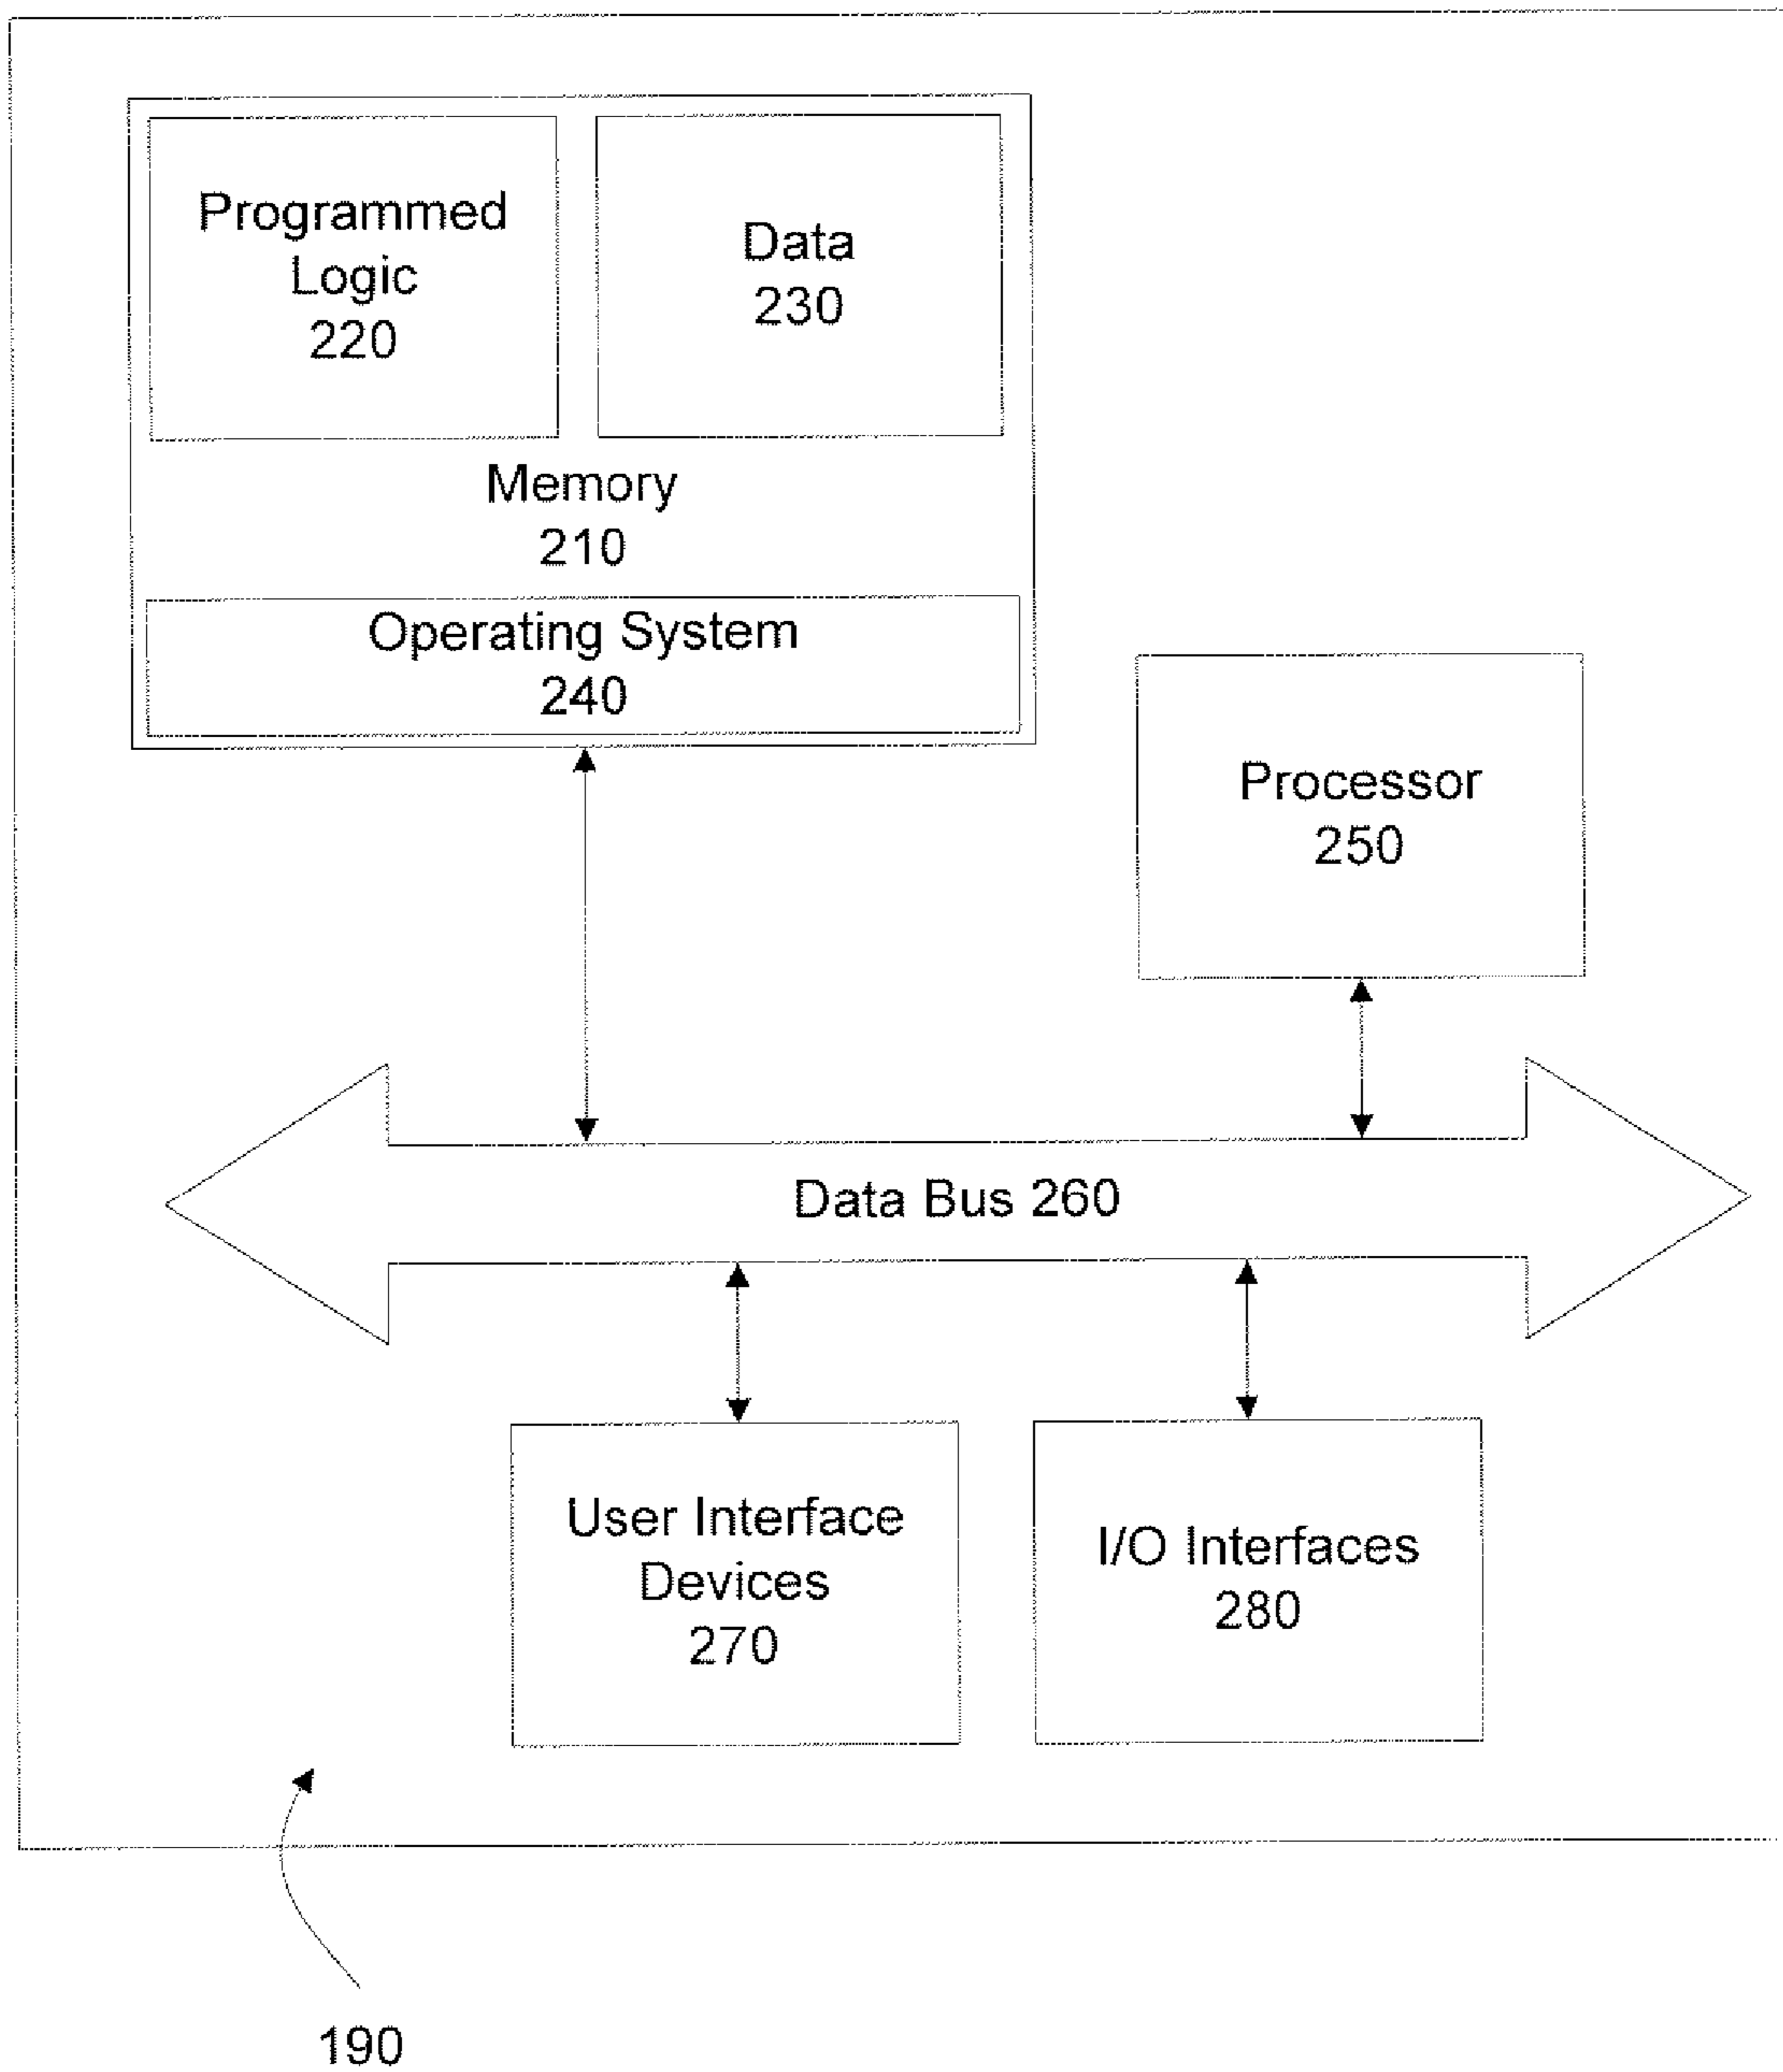 Programmed
Logic
220
Data
230
Memory
210
Operating System
240
Processor
250
Data Bus 260
User Interface
Devices
270
I/O Interfaces
280
190